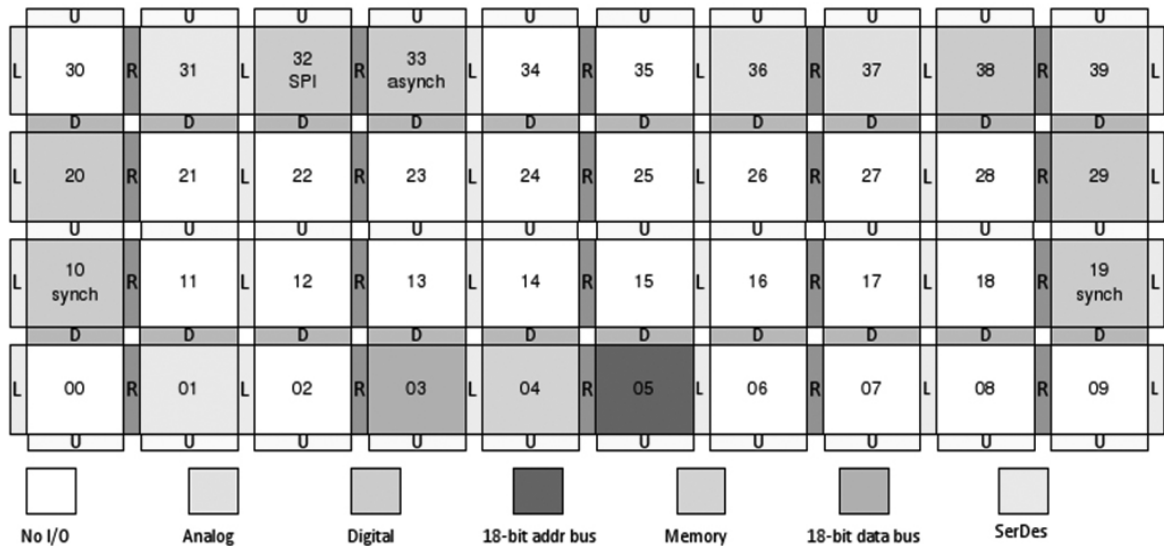 U U U U U U U U U U
L 30 R 31 L 32 R 33 L 34 R 35 L 36 R 37 L 38 R 39 L
SPI asynch
D D D D D D D D D D
L 20 R 21 L 22 R 23 L 24 R 25 L 26 R 27 L 28 R 29 L
U U U U U U U U U U
L 10 R 11 L 12 R 13 L 14 R 15 L 16 R 17 L 18 R 19 L
synch synch
D D D D D D D D D D
L 00 R 01 L 02 R 03 L 04 R 05 L 06 R 07 L 08 R 09 L
U U U U U U U U U U
No I/O Analog Digital 18-bit addr bus Memory 18-bit data bus SerDes